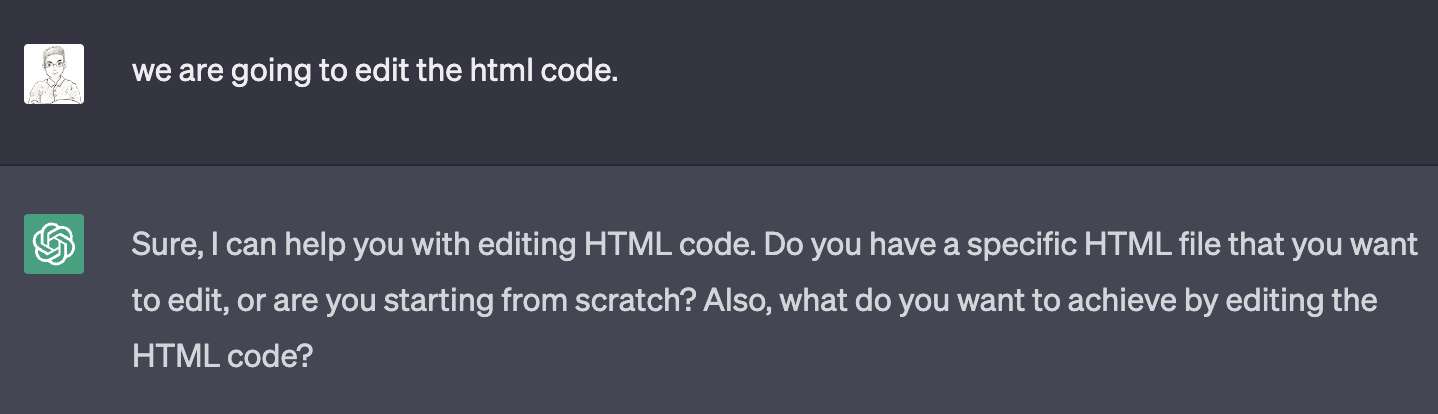 we are going to edit the html code.
Sure, I can help you with editing HTML code. Do you have a specific HTML file that you want
to edit, or are you starting from scratch? Also, what do you want to achieve by editing the
HTML code?